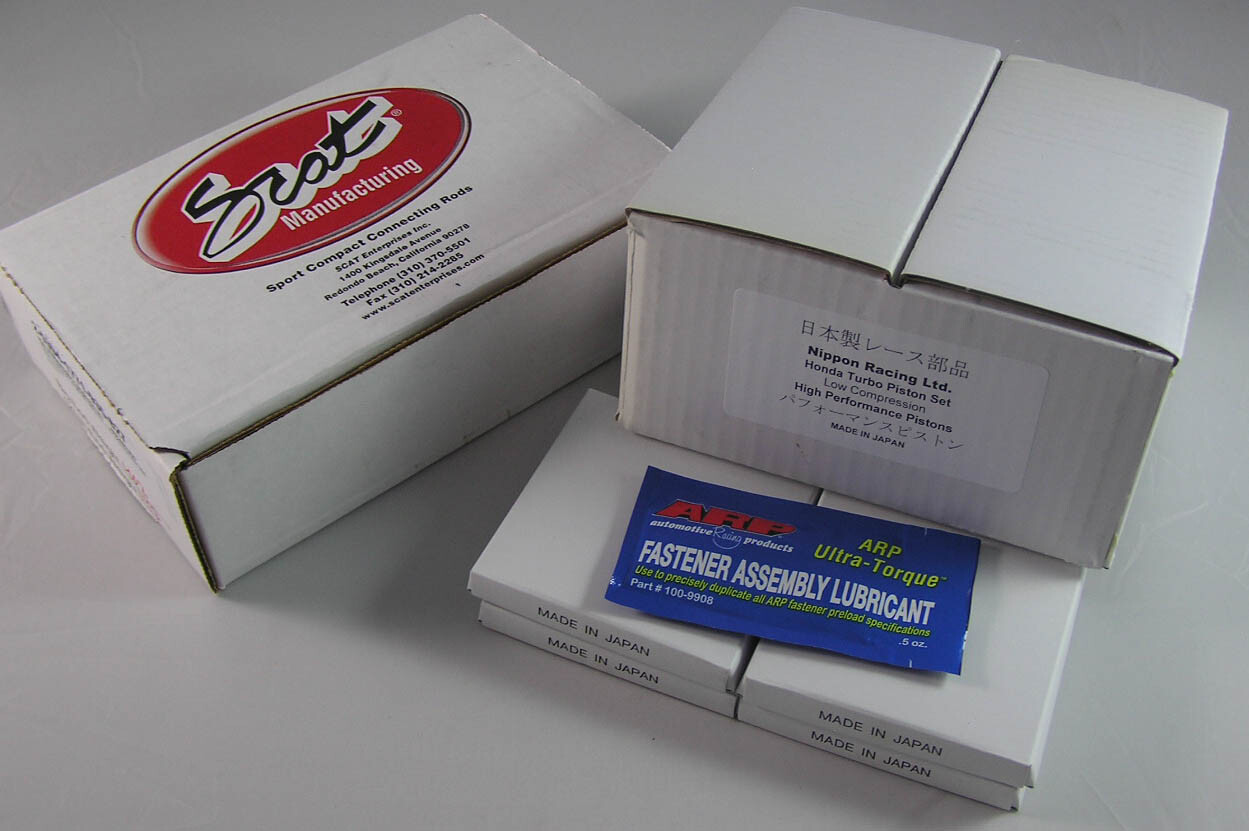 Scat®
Manufacturing
Sport Compact Connecting Rods
SCAT Enterprises Inc.
1400 Kingsdale Avenue
Redondo Beach, California 90278
Telephone (310) 370-5501
Fax (310) 214-2285
www.scatenterprises.com
日本製レース部品
Nippon Racing Ltd.
Honda Turbo Piston Set
Low Compression
High Performance Pistons
パフォーマンスピストン
MADE IN JAPAN
ARP®
automotive Racing products
ARP
Ultra-Torque™
FASTENER ASSEMBLY LUBRICANT
Use to precisely duplicate all ARP fastener preload specifications
Part # 100-9908
.5 oz.
MADE IN JAPAN
MADE IN JAPAN
MADE IN JAPAN
MADE IN JAPAN